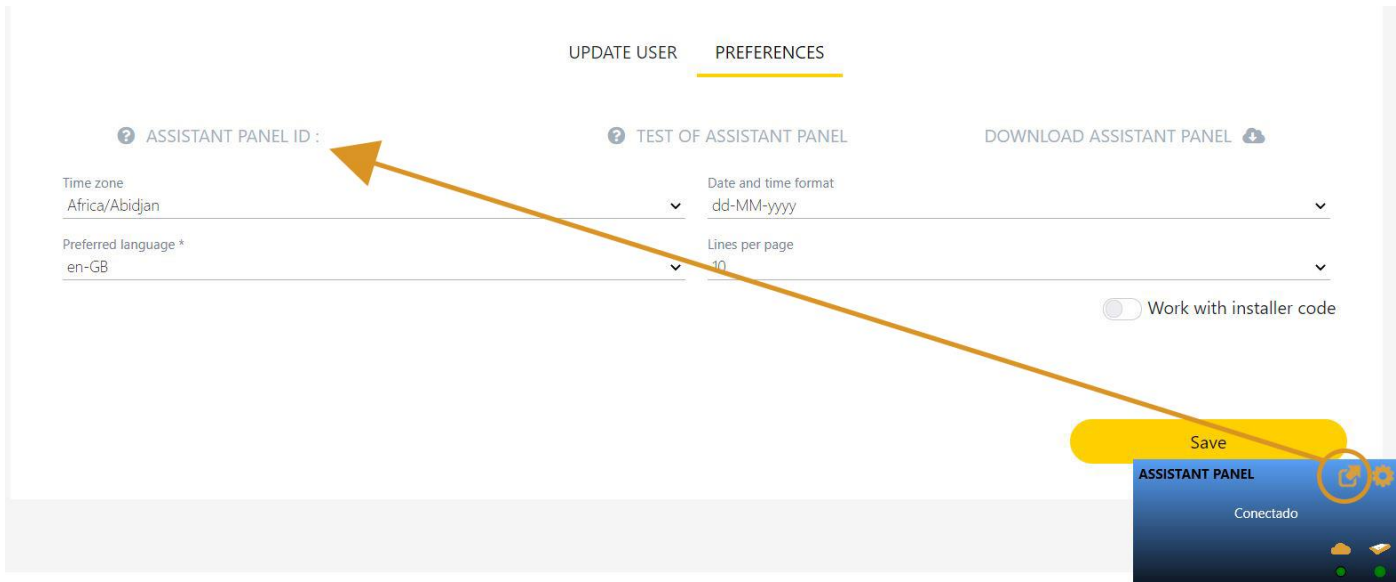 UPDATE USER PREFERENCES
ASSISTANT PANEL ID : TEST OF ASSISTANT PANEL DOWNLOAD ASSISTANT PANEL
Time zone Date and time format
Africa/Abidjan dd-MM-yyyy
Preferred language * Lines per page
en-GB 10
Work with installer code
Save
ASSISTANT PANEL
Conectado